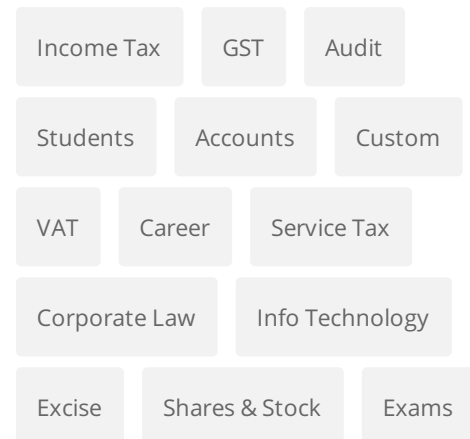 Income Tax GST Audit
Students Accounts Custom
VAT Career Service Tax
Corporate Law Info Technology
Excise Shares & Stock Exams